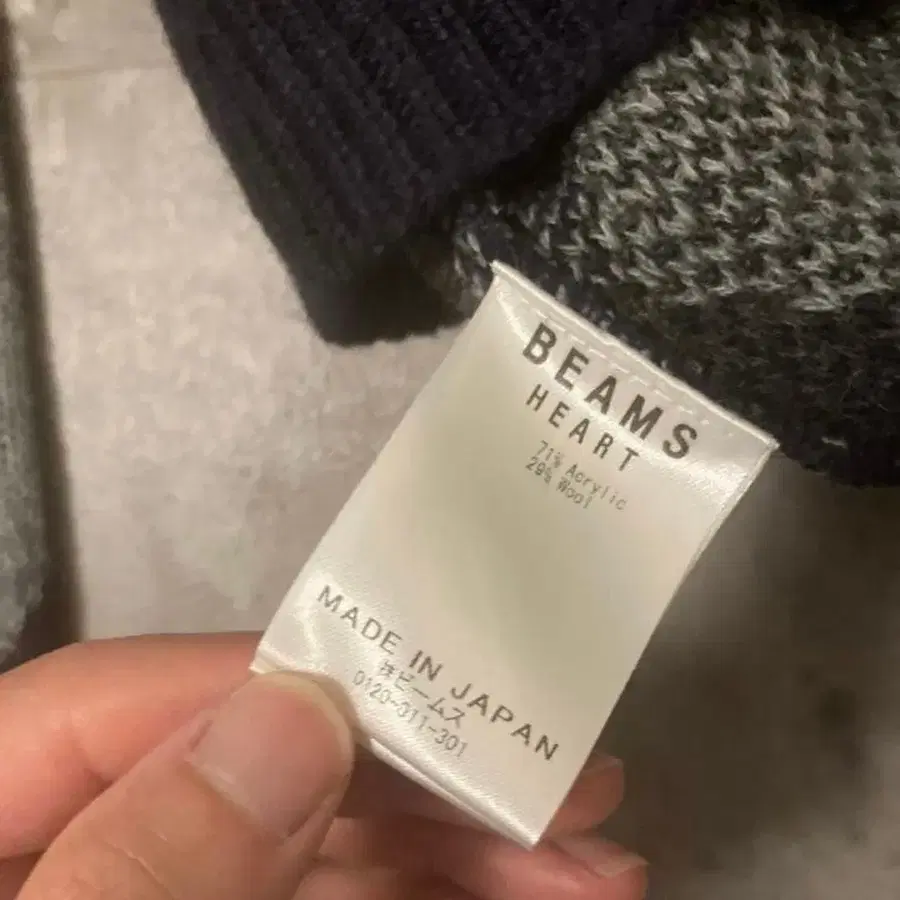 BEAMS
HEART
71% Acrylic
29% Wool
MADE IN JAPAN
㈱ビームス
0120-011-301